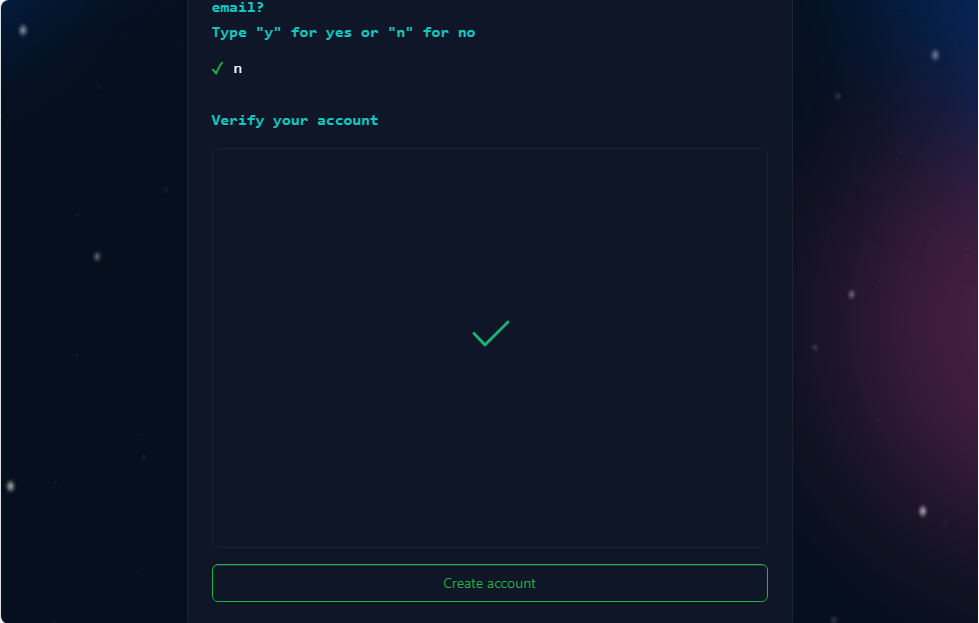 email?
Type "y" for yes or "n" for no
✓ n
Verify your account
Create account